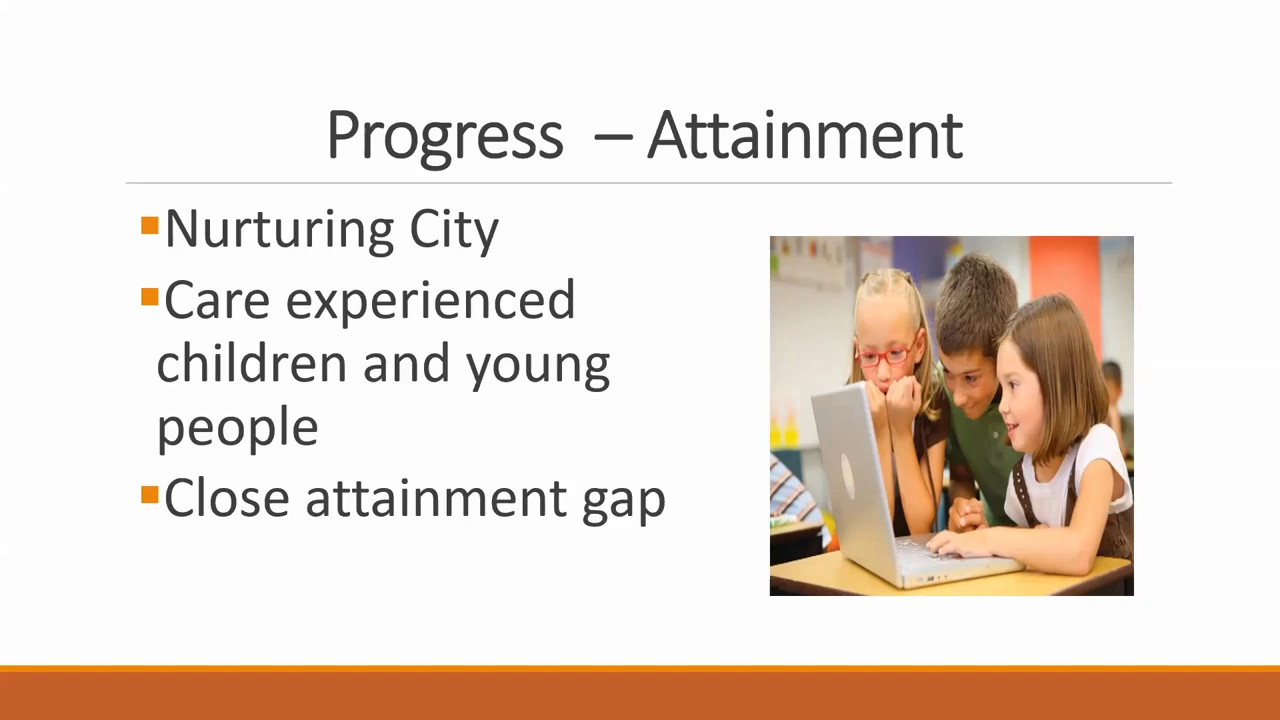 Progress – Attainment
▪Nurturing City
▪Care experienced
children and young
people
▪Close attainment gap